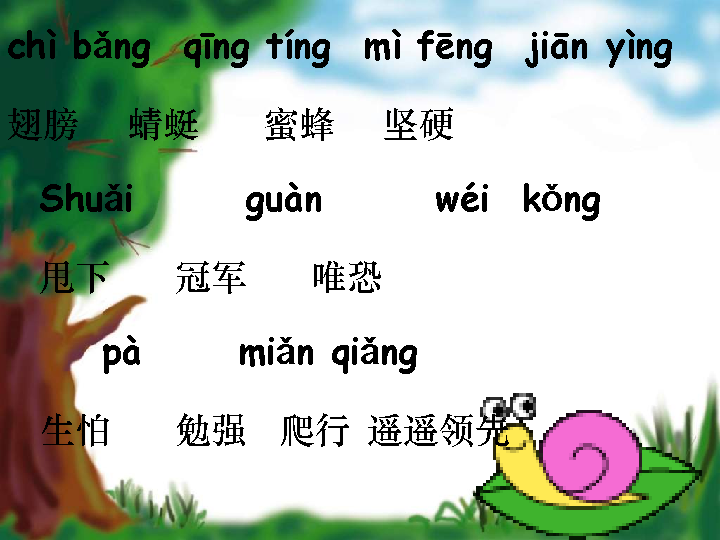 chì bǎng qīng tíng mì fēng jiān yìng
翅膀 蜻蜓 蜜蜂 坚硬
Shuǎi guàn wéi kǒng
甩下 冠军 唯恐
pà miǎn qiǎng
生怕 勉强 爬行 遥遥领先